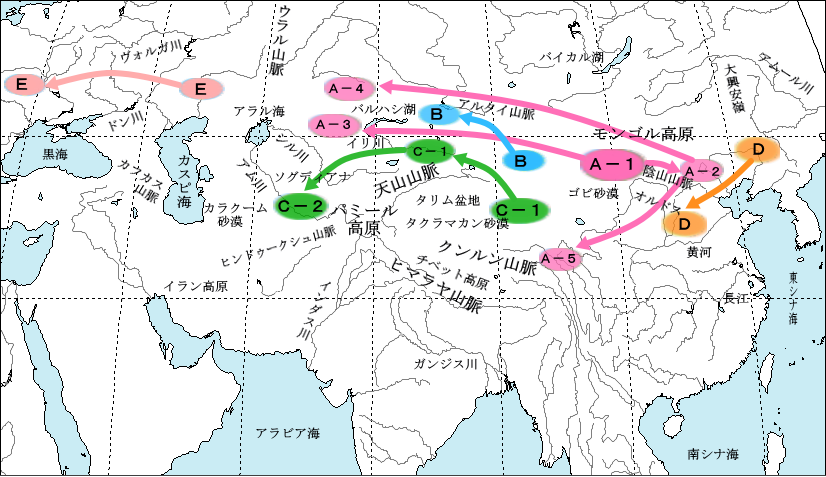 ウラル山脈
ヴォルガ川
バイカル湖
アムール川
大興安嶺
E
E
A－4
アラル海
バルハシ湖
B
アルタイ山脈
ドン川
A－3
シル川
イリ川
モンゴル高原
黒海
カスピ海
カフカス山脈
アム川
ソグディアナ
C－1
天山山脈
B
A－1
陰山山脈
A－2
D
ゴビ砂漠
オルドス
カラクーム
砂漠
C－2
パミール
高原
タリム盆地
タクラマカン砂漠
C－1
D
黄河
ヒンドゥークシュ山脈
クンルン山脈
A－5
チベット高原
ヒマラヤ山脈
イラン高原
インダス川
長江
東シナ海
ガンジス川
アラビア海
南シナ海